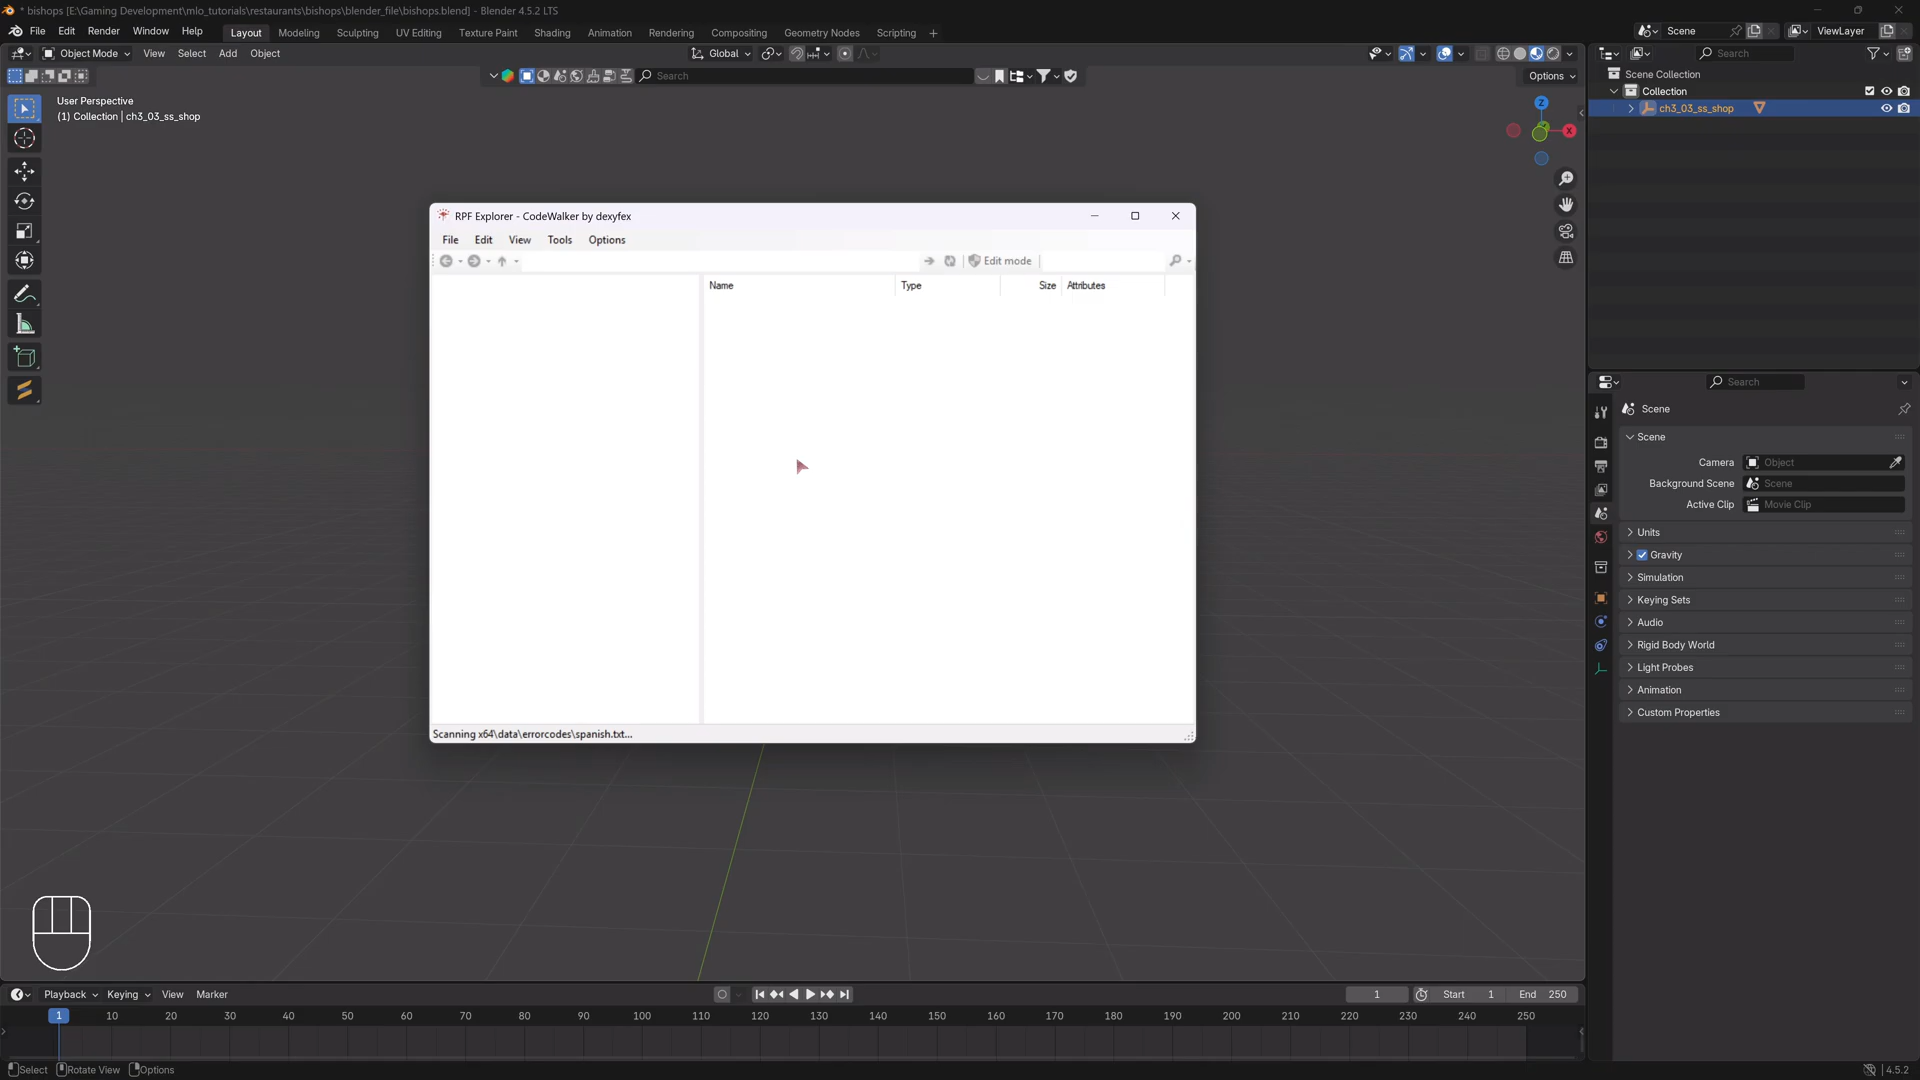 * bishops [E:\Gaming Development\mlo_tutorials\restaurants\bishops\blender_file\bishops.blend] - Blender 4.5.2 LTS
File Edit Render Window Help
Layout Modeling Sculpting UV Editing Texture Paint Shading Animation Rendering Compositing Geometry Nodes Scripting
Scene
ViewLayer
Object Mode View Select Add Object
Global
Search
Search
Options
User Perspective
(1) Collection | ch3_03_ss_shop
Z
X
Scene Collection
Collection
ch3_03_ss_shop
RPF Explorer - CodeWalker by dexyfex
File Edit View Tools Options
Edit mode
Name Type Size Attributes
Scanning x64\data\errorcodes\spanish.txt...
Search
Scene
Scene
Camera Object
Background Scene Scene
Active Clip Movie Clip
Units
Gravity
Simulation
Keying Sets
Audio
Rigid Body World
Light Probes
Animation
Custom Properties
Playback Keying View Marker
1 Start 1 End 250
1 10 20 30 40 50 60 70 80 90 100 110 120 130 140 150 160 170 180 190 200 210 220 230 240 250
Select Rotate View Options
4.5.2